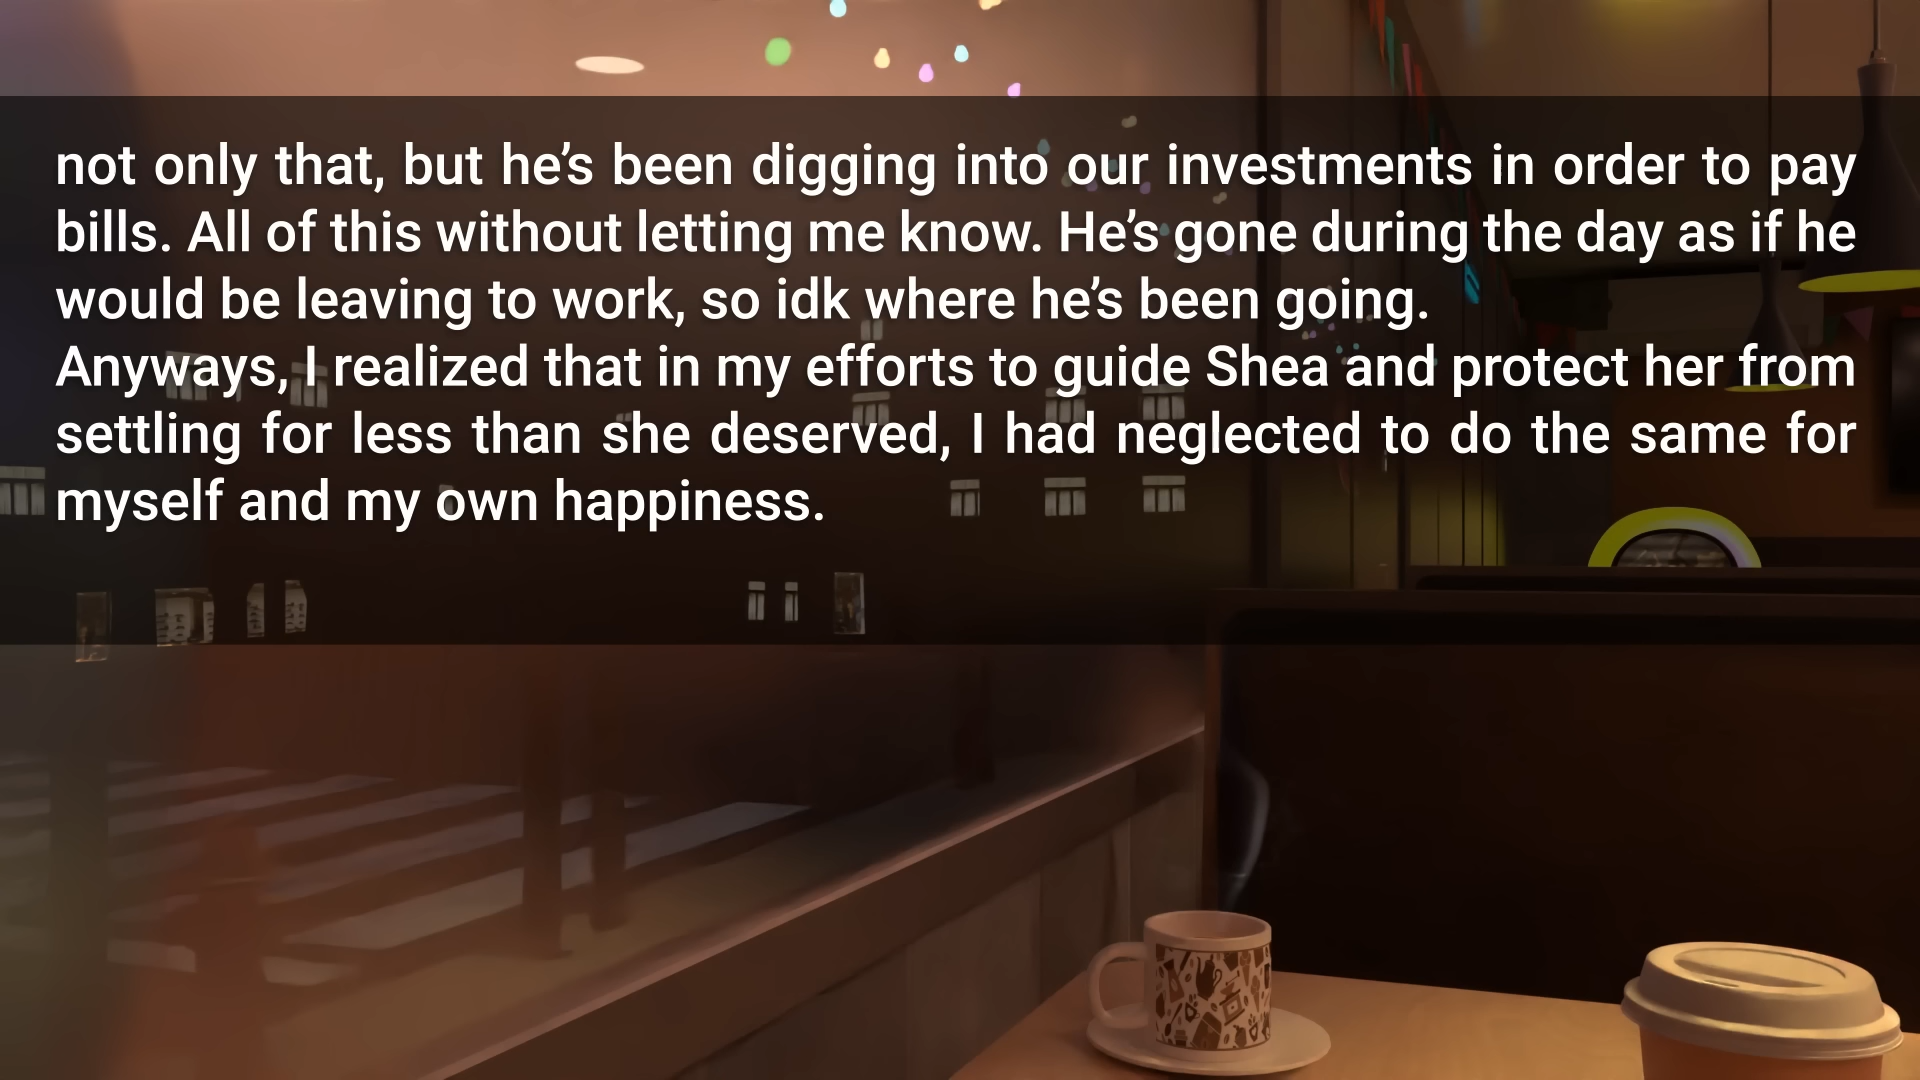 not only that, but he’s been digging into our investments in order to pay
bills. All of this without letting me know. He’s gone during the day as if he
would be leaving to work, so idk where he’s been going.
Anyways, I realized that in my efforts to guide Shea and protect her from
settling for less than she deserved, I had neglected to do the same for
myself and my own happiness.